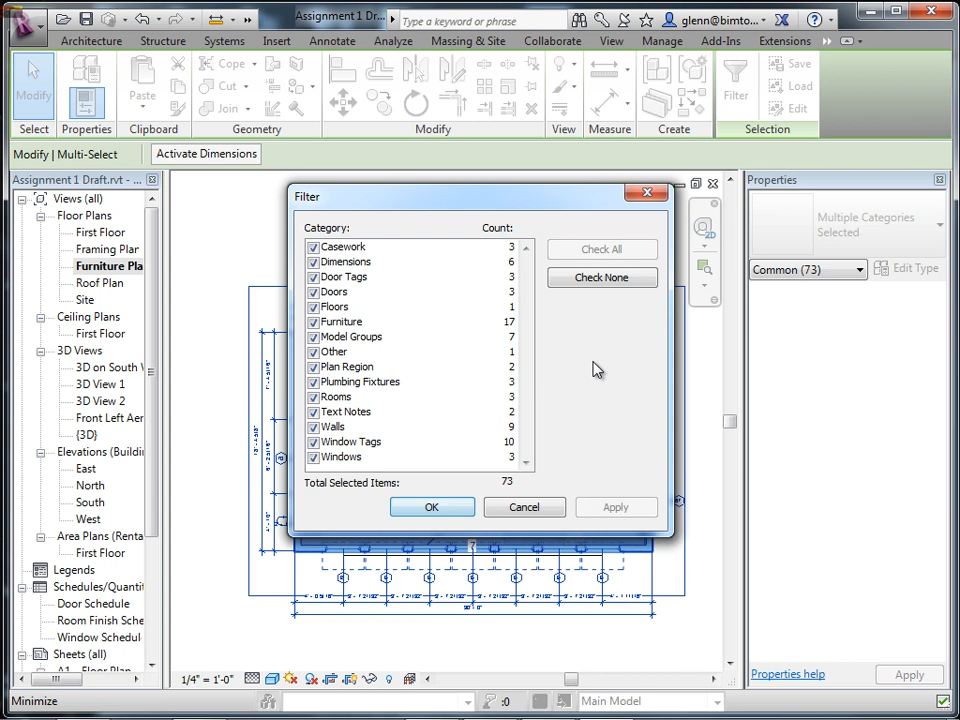 Assignment 1 Dr...
Type a keyword or phrase
glenn@bimto...
Architecture Structure Systems Insert Annotate Analyze Massing & Site Collaborate View Manage Add-Ins Extensions
Modify
Paste
Cope
Cut
Join
Filter
Save
Load
Edit
Select Properties Clipboard Geometry Modify View Measure Create Selection
Modify | Multi-Select
Activate Dimensions
Assignment 1 Draft.rvt - ...
Views (all)
Floor Plans
First Floor
Framing Plar
Furniture Pla
Roof Plan
Site
Ceiling Plans
First Floor
3D Views
3D on South V
3D View 1
3D View 2
Front Left Aer
{3D}
Elevations (Buildin
East
North
South
West
Area Plans (Renta
First Floor
Legends
Schedules/Quantit
Door Schedule
Room Finish Sche
Window Schedul
Sheets (all)
A1 - Floor Plan
Filter
Category: Count:
Casework 3
Dimensions 6
Door Tags 3
Doors 3
Floors 1
Furniture 17
Model Groups 7
Other 1
Plan Region 2
Plumbing Fixtures 3
Rooms 3
Text Notes 2
Walls 9
Window Tags 10
Windows 3
Total Selected Items: 73
Check All
Check None
OK
Cancel
Apply
2D
Properties
Multiple Categories
Selected
Common (73)
Edit Type
Properties help
Apply
1/4" = 1'-0"
Minimize
:0
Main Model